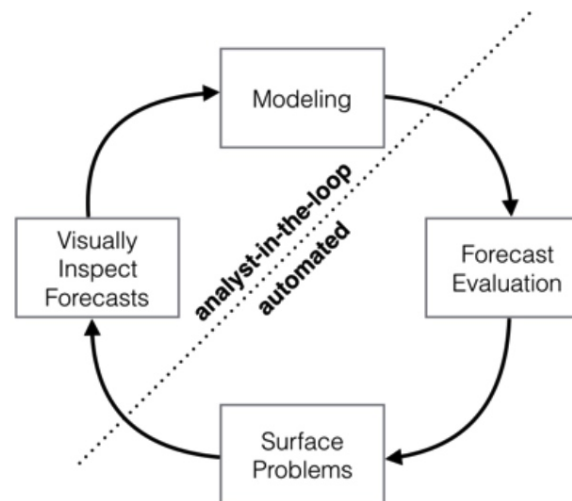 Modeling
analyst-in-the-loop
automated
Visually
Inspect
Forecasts
Forecast
Evaluation
Surface
Problems